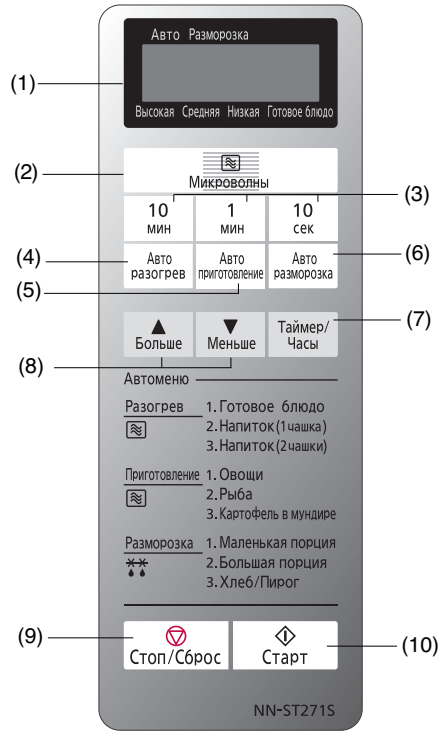 Авто Разморозка
(1)
Высокая Средняя Низкая Готовое блюдо
(2)
Микроволны
(3)
10 мин
1 мин
10 сек
(4)
Авто разогрев
Авто приготовление
Авто разморозка
(6)
(5)
(7)
▲ Больше
▼ Меньше
Таймер/ Часы
(8)
Автоменю
Разогрев
1. Готовое блюдо
2. Напиток (1 чашка)
3. Напиток (2 чашки)
Приготовление
1. Овощи
2. Рыба
3. Картофель в мундире
Разморозка
1. Маленькая порция
2. Большая порция
3. Хлеб/Пирог
(9)
Стоп/Сброс
Старт
(10)
NN-ST271S